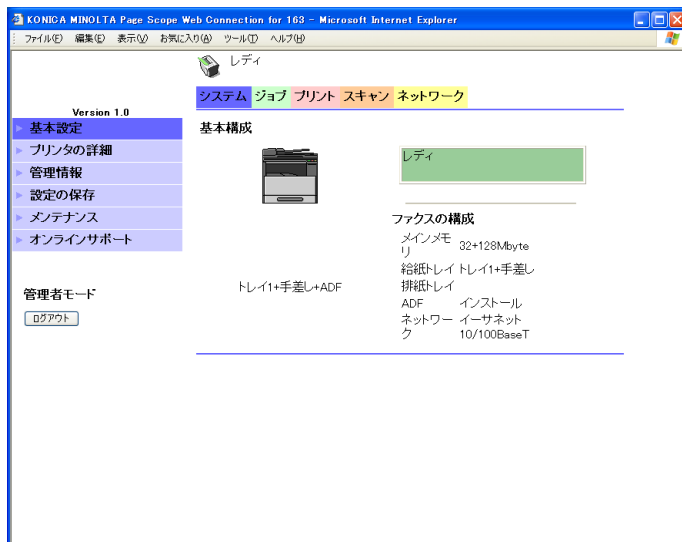 KONICA MINOLTA Page Scope Web Connection for 163 - Microsoft Internet Explorer
ファイル(F) 編集(E) 表示(V) お気に入り(A) ツール(T) ヘルプ(H)
レディ
システム ジョブ プリント スキャン ネットワーク
Version 1.0
基本設定
プリンタの詳細
管理情報
設定の保存
メンテナンス
オンラインサポート
管理者モード
ログアウト
基本構成
レディ
トレイ1+手差し+ADF
ファクスの構成
メインメモリ 32+128Mbyte
給紙トレイ トレイ1+手差し
排紙トレイ
ADF インストール
ネットワーク イーサネット
10/100BaseT